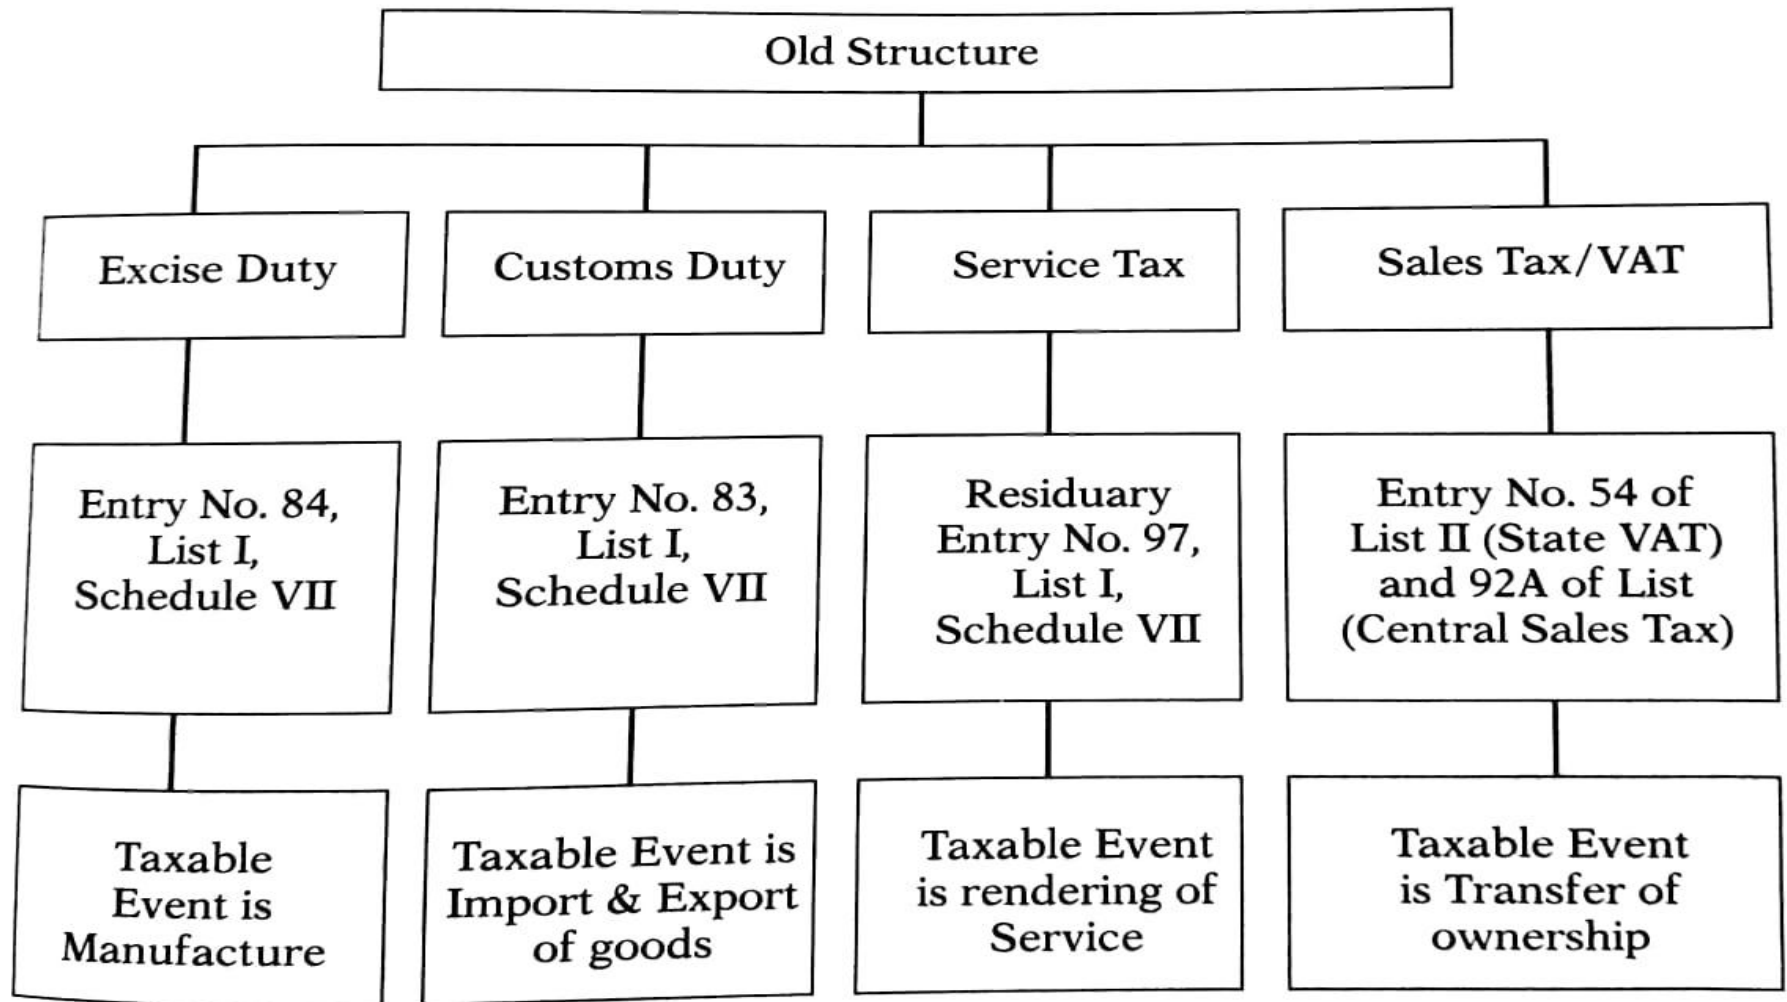 Old Structure
Excise Duty
Customs Duty
Service Tax
Sales Tax/VAT
Entry No. 84,
List I,
Schedule VII
Entry No. 83,
List I,
Schedule VII
Residuary
Entry No. 97,
List I,
Schedule VII
Entry No. 54 of
List II (State VAT)
and 92A of List
(Central Sales Tax)
Taxable
Event is
Manufacture
Taxable Event is
Import & Export
of goods
Taxable Event
is rendering of
Service
Taxable Event
is Transfer of
ownership